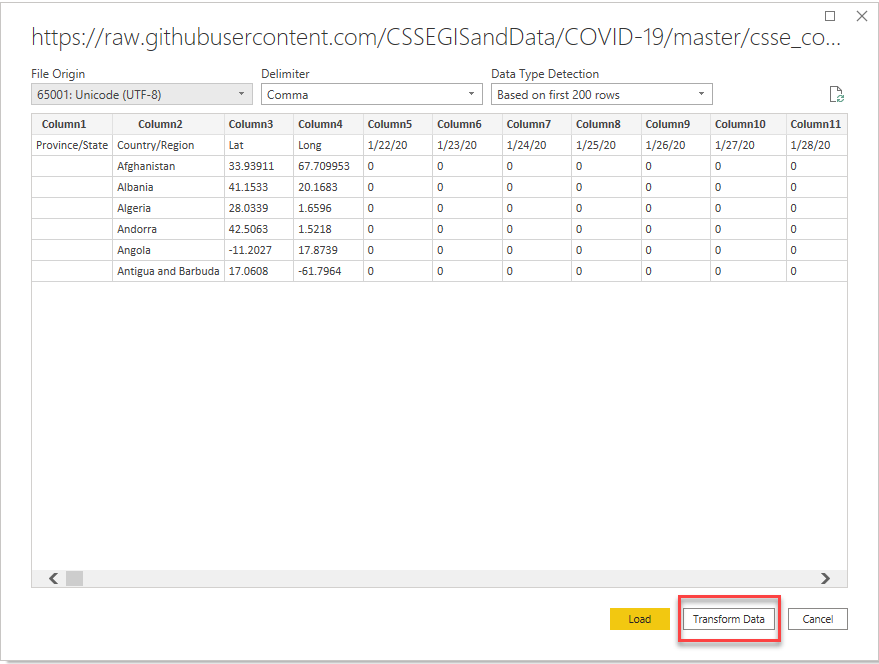 https://raw.githubusercontent.com/CSSEGISandData/COVID-19/master/csse_co...
File Origin Delimiter Data Type Detection
65001: Unicode (UTF-8) Comma Based on first 200 rows
Column1 Column2 Column3 Column4 Column5 Column6 Column7 Column8 Column9 Column10 Column11
Province/State Country/Region Lat Long 1/22/20 1/23/20 1/24/20 1/25/20 1/26/20 1/27/20 1/28/20
Afghanistan 33.93911 67.709953 0 0 0 0 0 0 0
Albania 41.1533 20.1683 0 0 0 0 0 0 0
Algeria 28.0339 1.6596 0 0 0 0 0 0 0
Andorra 42.5063 1.5218 0 0 0 0 0 0 0
Angola -11.2027 17.8739 0 0 0 0 0 0 0
Antigua and Barbuda 17.0608 -61.7964 0 0 0 0 0 0 0
Load Transform Data Cancel